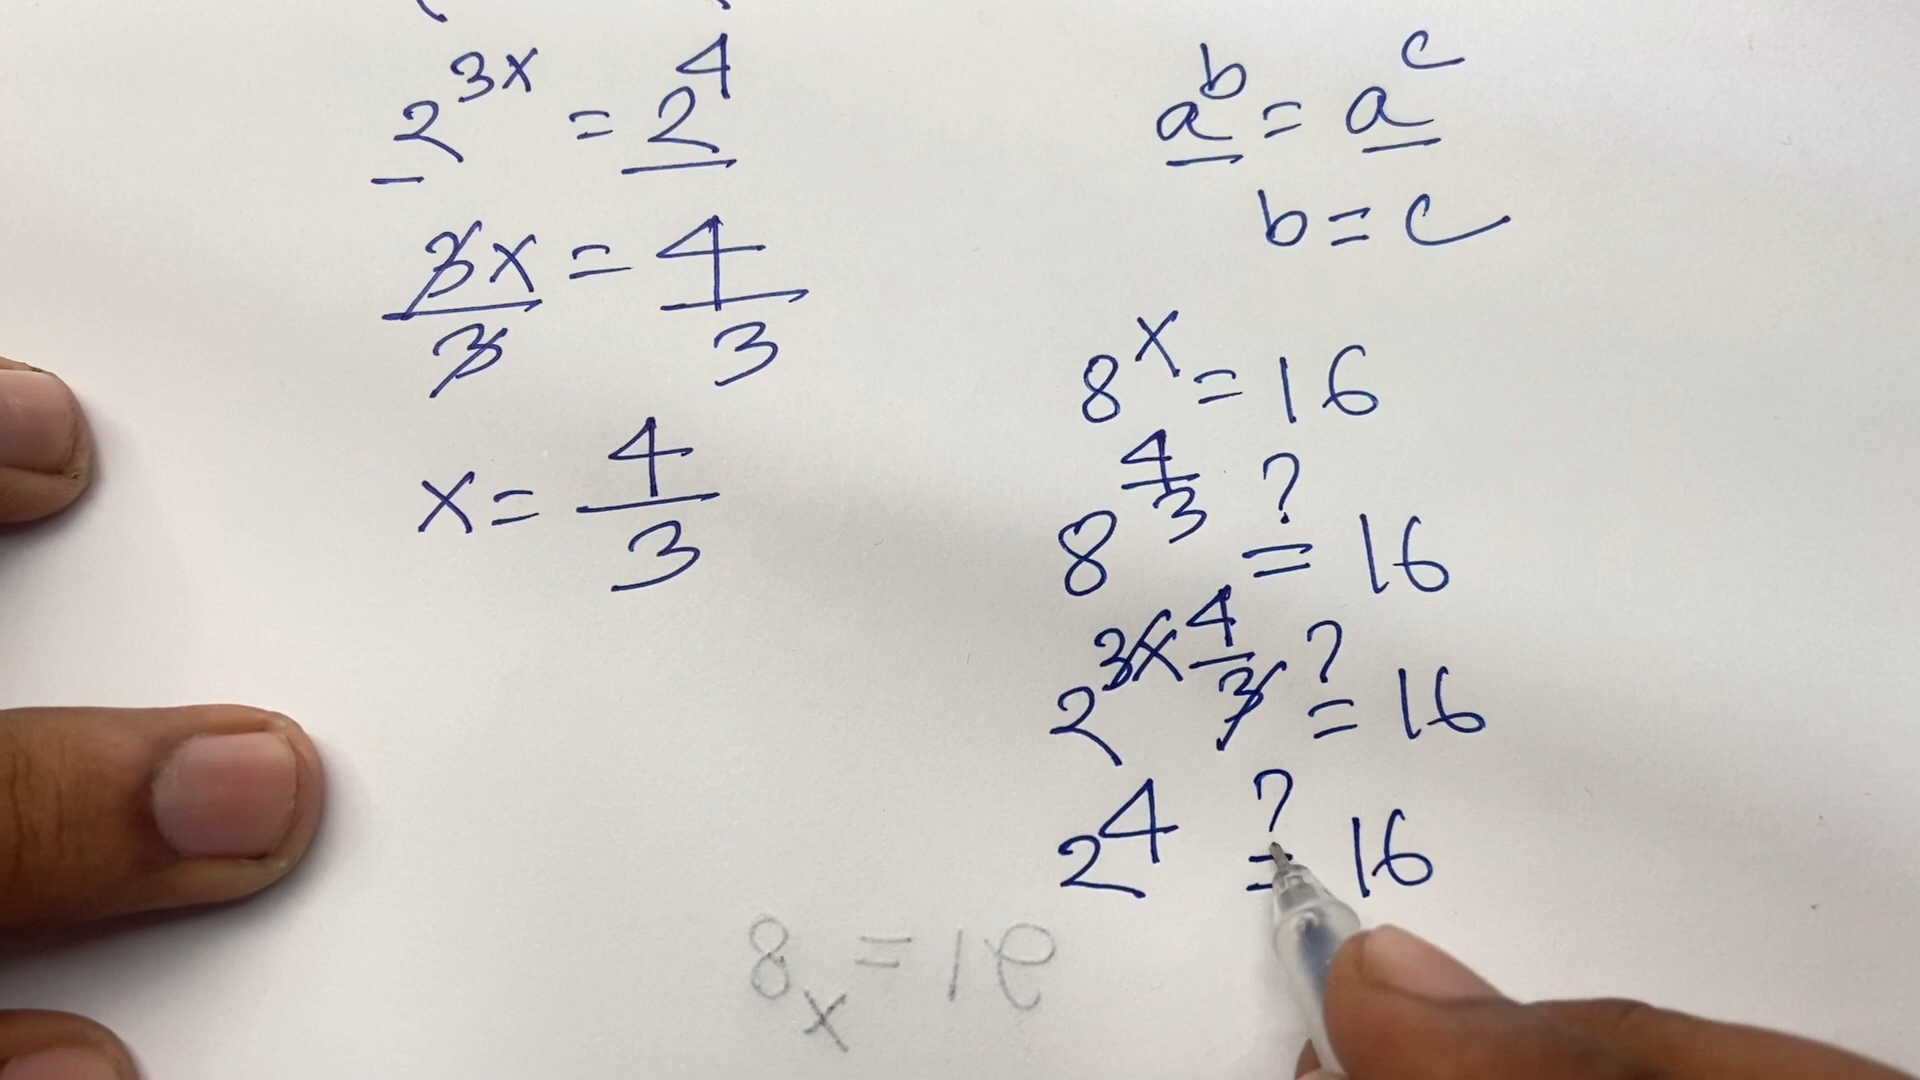 2^{3x} = 2^4
3x/3 = 4/3
x = 4/3
a^b = a^c
b = c
8^x = 16
8^{4/3} ?= 16
2^{3×4/3} ?= 16
2^4 ?= 16
8^x = 16